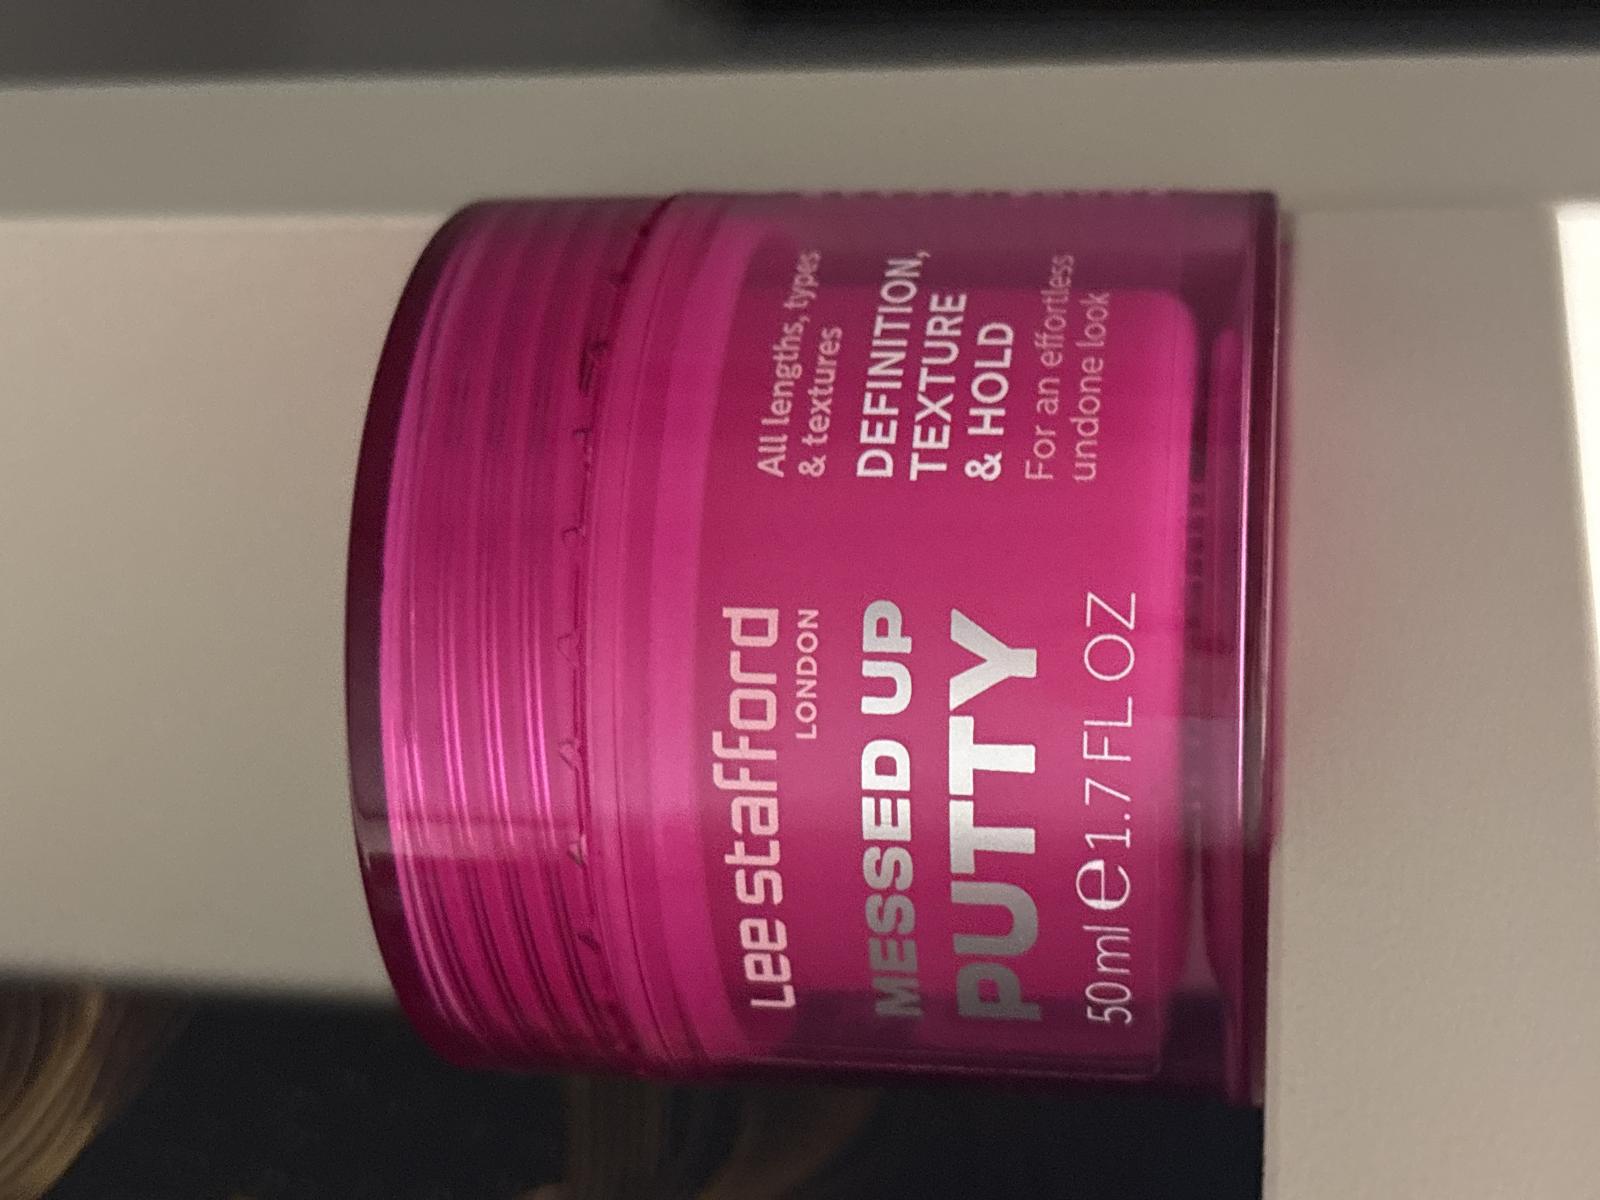 Lee stafford
LONDON
MESSED UP
PUTTY
50 ml e 1.7 FL OZ
All lengths, types
& textures
DEFINITION,
TEXTURE
& HOLD
For an effortless
undone look